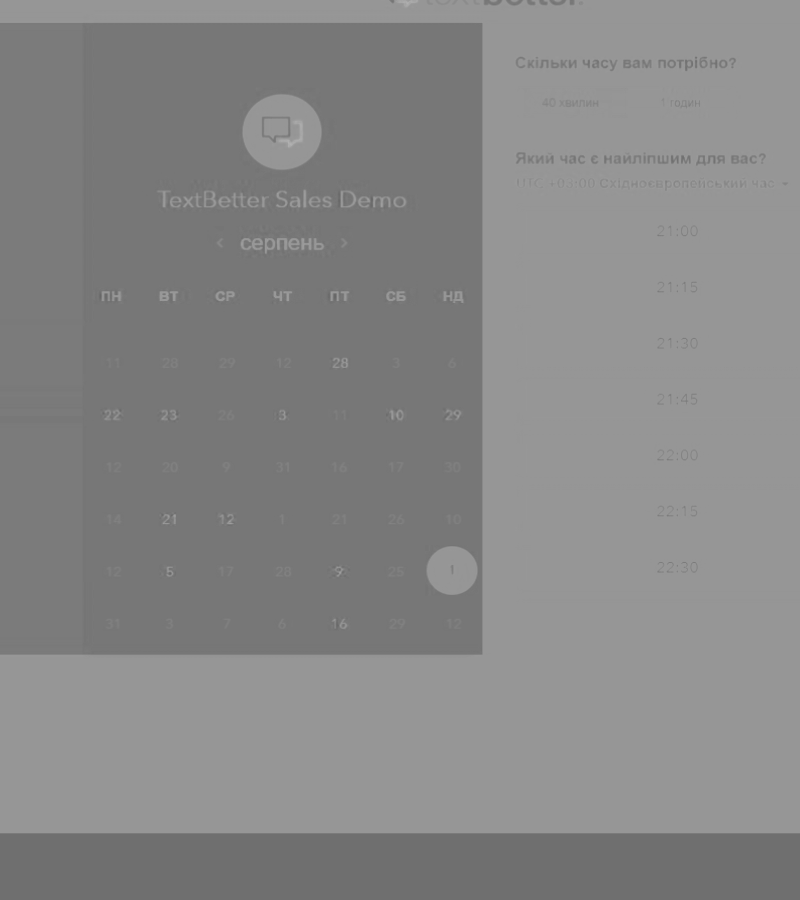 textbetter.
TextBetter Sales Demo
< серпень >
ПН ВТ СР ЧТ ПТ СБ НД
11 28 29 12 28 3 6
22 23 26 3 11 10 29
12 20 9 31 16 17 30
14 21 12 1 21 26 10
12 5 17 28 9 25 1
31 3 7 6 16 29 12
Скільки часу вам потрібно?
40 хвилин 1 годин
Який час є найліпшим для вас?
UTC +03:00 Східноєвропейський час
21:00
21:15
21:30
21:45
22:00
22:15
22:30